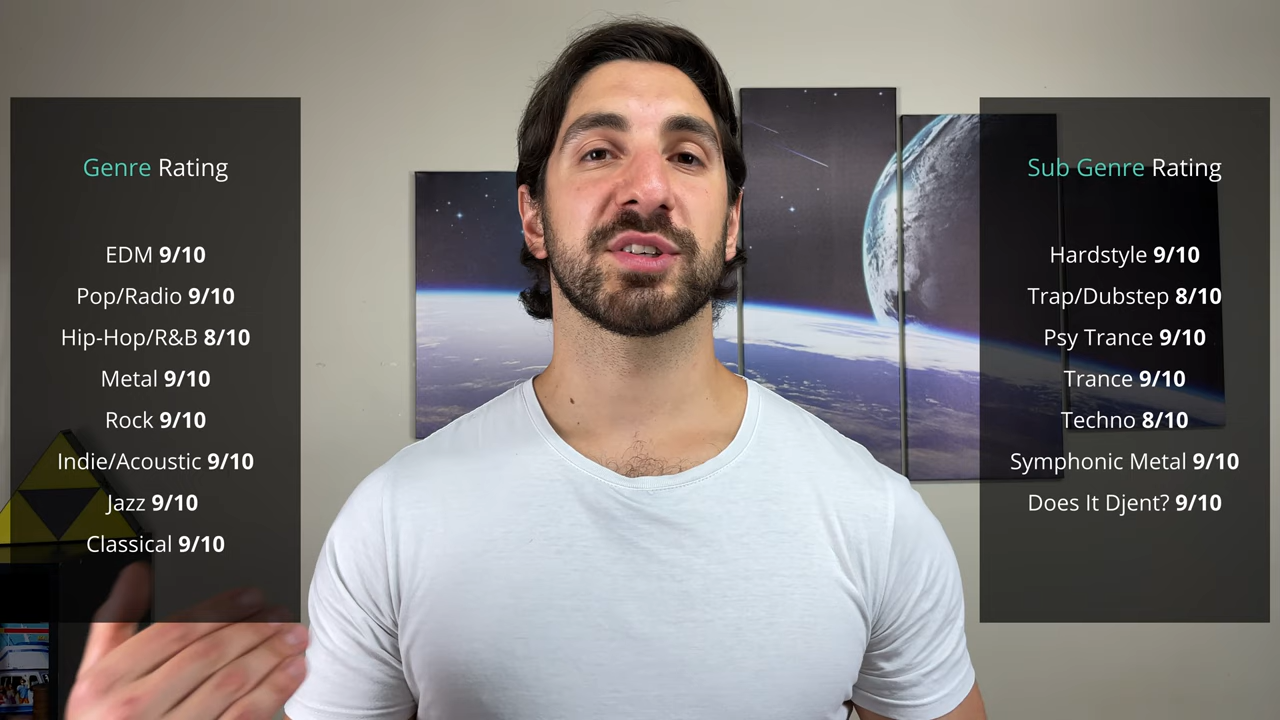 Genre Rating
EDM 9/10
Pop/Radio 9/10
Hip-Hop/R&B 8/10
Metal 9/10
Rock 9/10
Indie/Acoustic 9/10
Jazz 9/10
Classical 9/10
Sub Genre Rating
Hardstyle 9/10
Trap/Dubstep 8/10
Psy Trance 9/10
Trance 9/10
Techno 8/10
Symphonic Metal 9/10
Does It Djent? 9/10